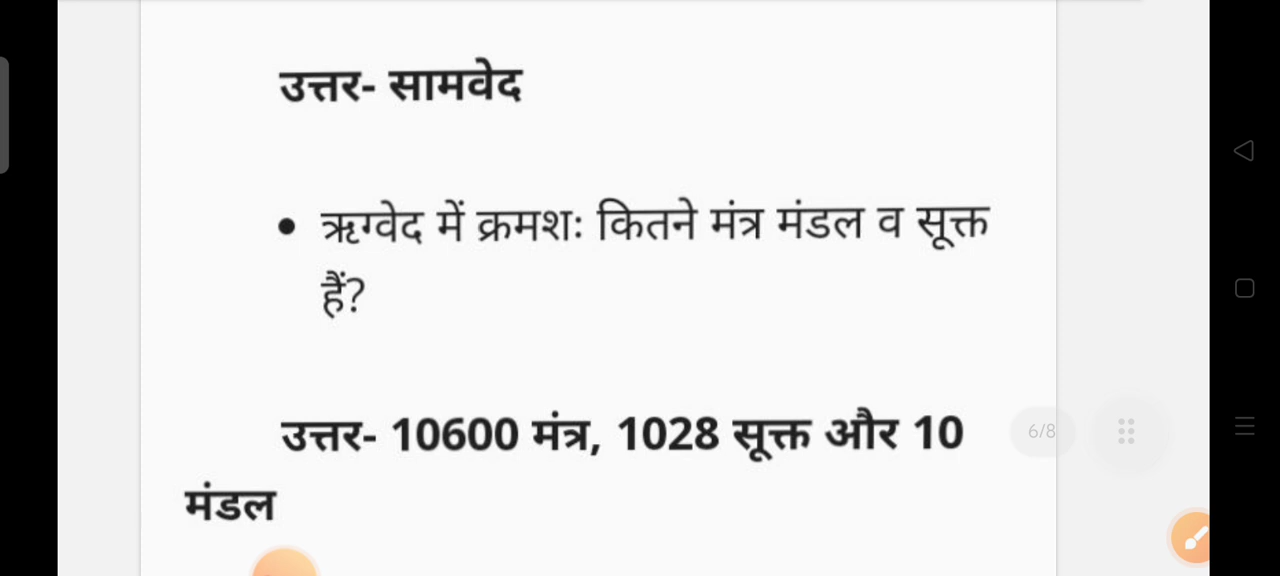 उत्तर- सामवेद
• ऋग्वेद में क्रमशः कितने मंत्र मंडल व सूक्त
हैं?
उत्तर- 10600 मंत्र, 1028 सूक्त और 10
6/8
मंडल